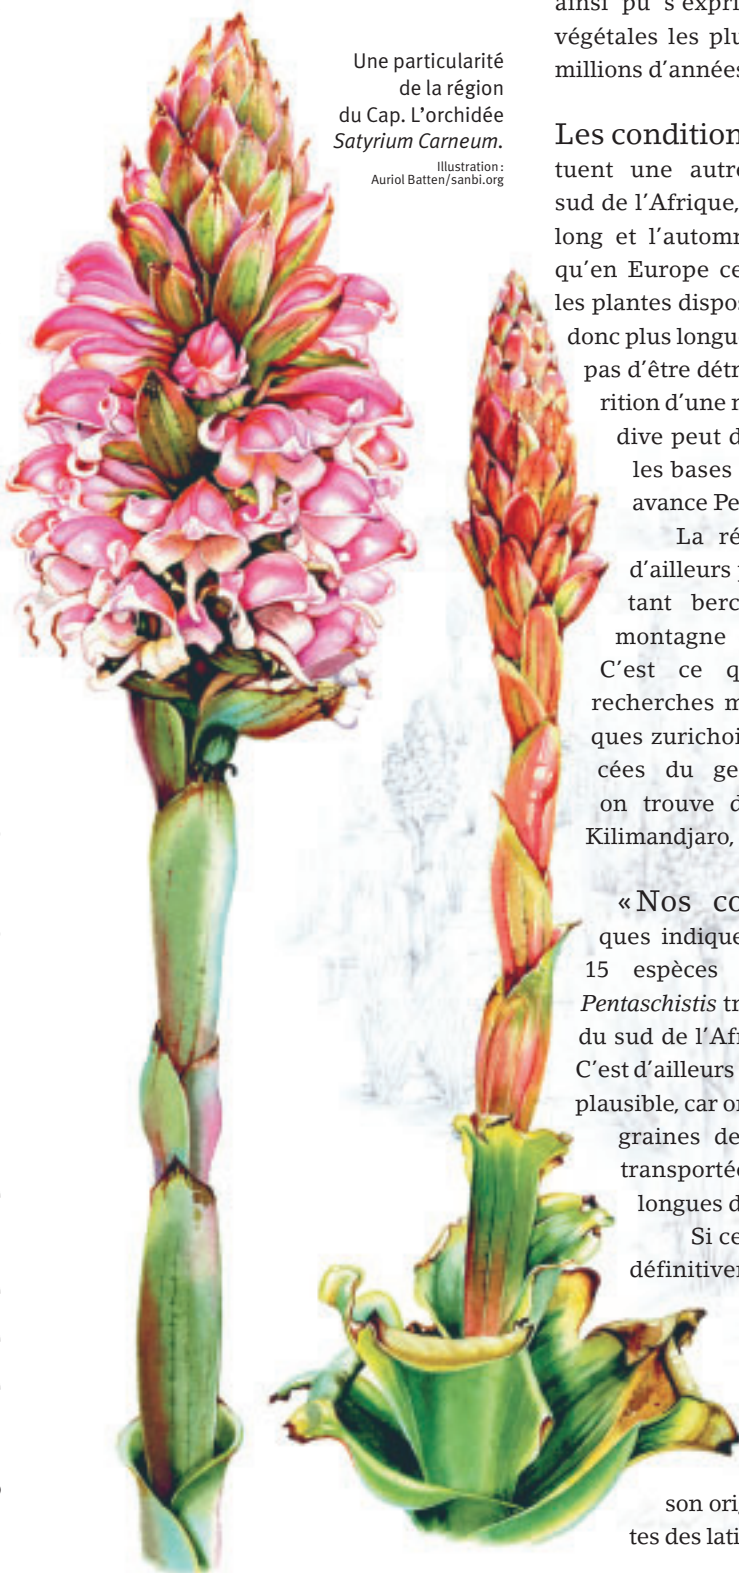 Une particularité
de la région
du Cap. L’orchidée
Satyrium Carneum.
Illustration :
Auriol Batten/sanbi.org
ainsi pu s’expri
végétales les plu
millions d’années
Les condition
tuent une autre
sud de l’Afrique,
long et l’autom
qu’en Europe ce
les plantes dispos
donc plus longu
pas d’être détr
rition d’une
dive peut d
les bases
avance Pe
La ré
d’ailleurs
tant berc
montagne
C’est ce q
recherches m
ques zurichoi
cées du ge
on trouve d
Kilimandjaro,
«Nos co
ques indique
15 espèces
Pentaschistis tr
du sud de l’Afr
C’est d’ailleurs
plausible, car on
graines de
transportée
longues d
Si ce
définitive
son orig
tes des lati